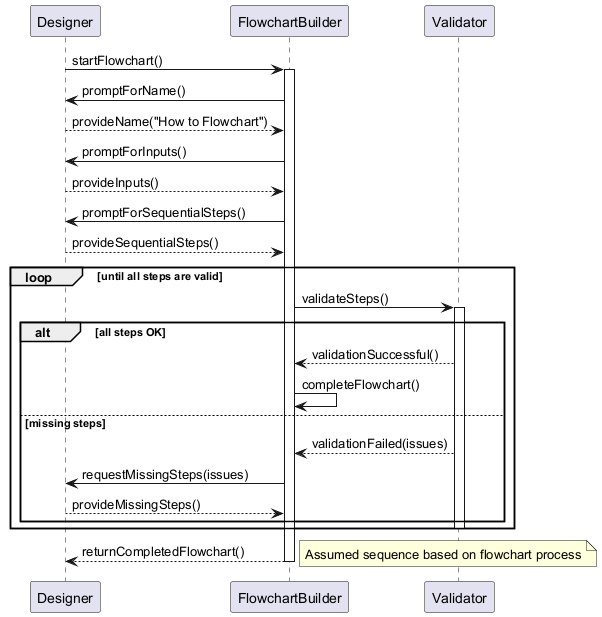 Designer FlowchartBuilder Validator
startFlowchart()
promptForName()
provideName("How to Flowchart")
promptForInputs()
provideInputs()
promptForSequentialSteps()
provideSequentialSteps()
loop [until all steps are valid]
validateSteps()
alt [all steps OK]
validationSuccessful()
completeFlowchart()
[missing steps]
validationFailed(issues)
requestMissingSteps(issues)
provideMissingSteps()
returnCompletedFlowchart() Assumed sequence based on flowchart process
Designer FlowchartBuilder Validator